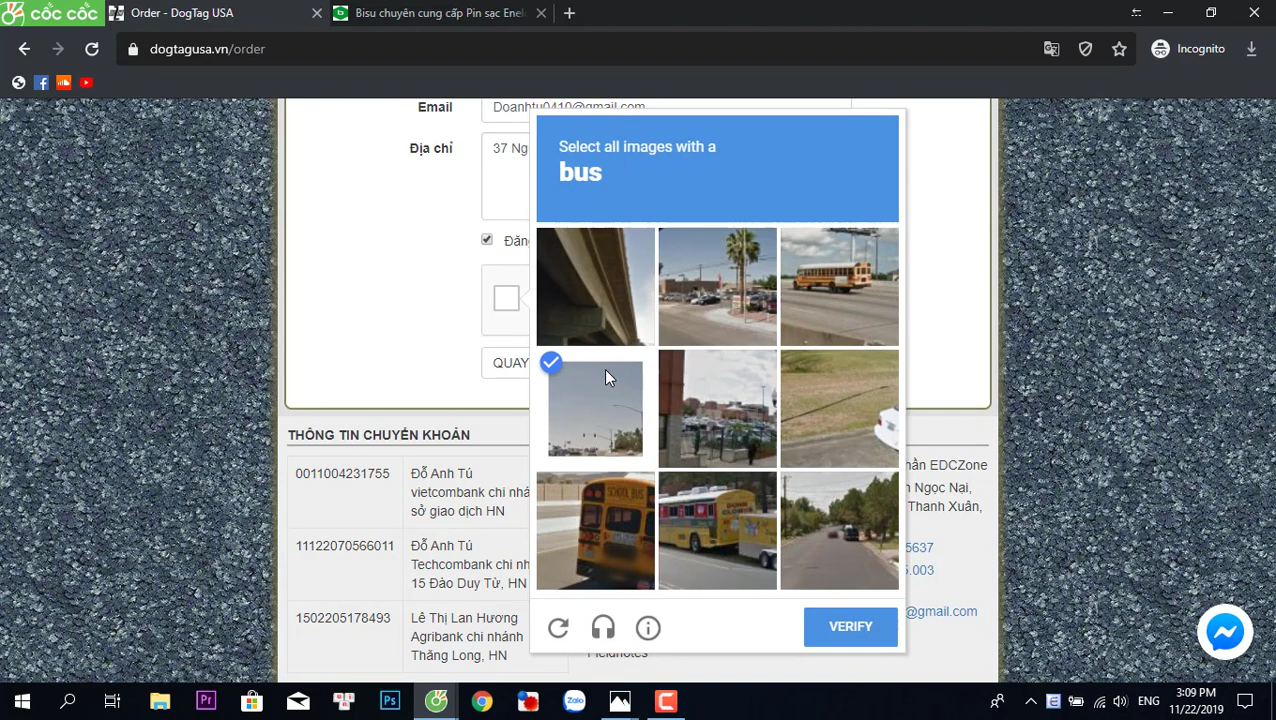 cốc cốc
Order - DogTag USA
Bisu chuyên cung cấp Pin sạc Enel
dogtagusa.vn/order
Incognito
Email
Doanhtu0410@gmail.com
Địa chỉ
37 Ng
Đăng
QUAY
Select all images with a
bus
SCHOOL BUS
VERIFY
THÔNG TIN CHUYỂN KHOẢN
0011004231755
Đỗ Anh Tú
vietcombank chi nhá
sở giao dịch HN
11122070566011
Đỗ Anh Tú
Techcombank chi nh
15 Đào Duy Từ, HN
1502205178493
Lê Thị Lan Hương
Agribank chi nhánh
Thăng Long, HN
hần EDCZone
n Ngọc Nại,
Thanh Xuân,
5637
5.003
@gmail.com
Fieldnotes
Zalo
ENG
3:09 PM
11/22/2019